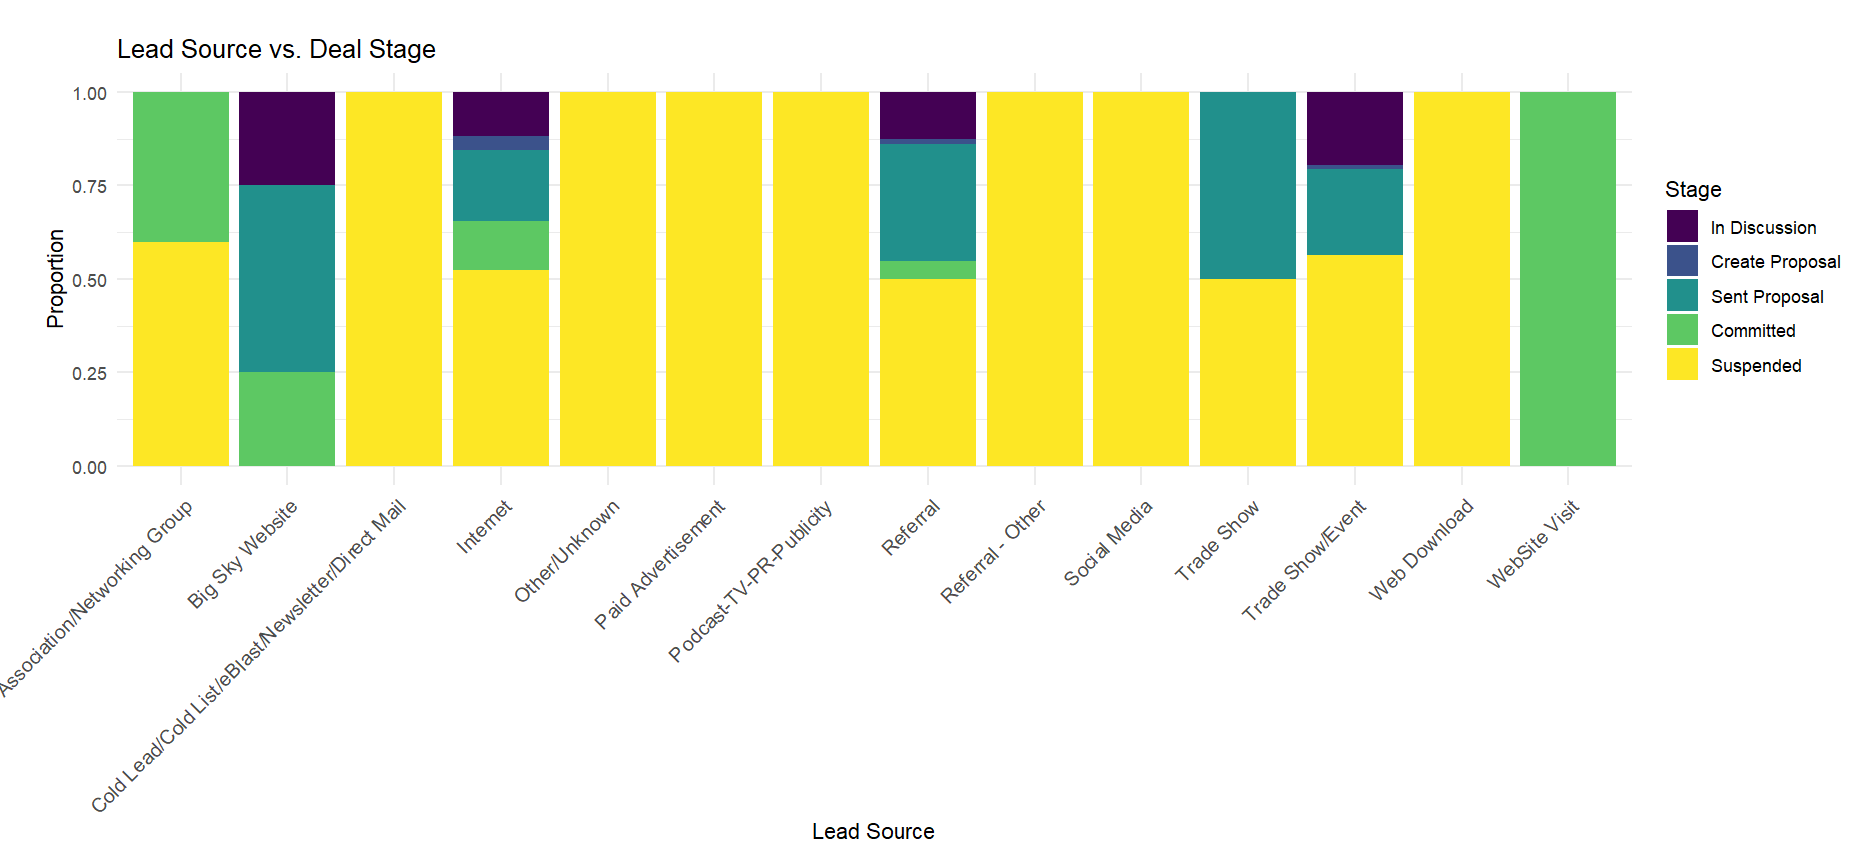 Lead Source vs. Deal Stage
1.00
0.75
0.50
0.25
0.00
Proportion
Association/Networking Group
Big Sky Website
Cold Lead/Cold List/eBlast/Newsletter/Direct Mail
Internet
Other/Unknown
Paid Advertisement
Podcast-TV-PR-Publicity
Referral
Referral - Other
Social Media
Trade Show
Trade Show/Event
Web Download
WebSite Visit
Lead Source
Stage
In Discussion
Create Proposal
Sent Proposal
Committed
Suspended